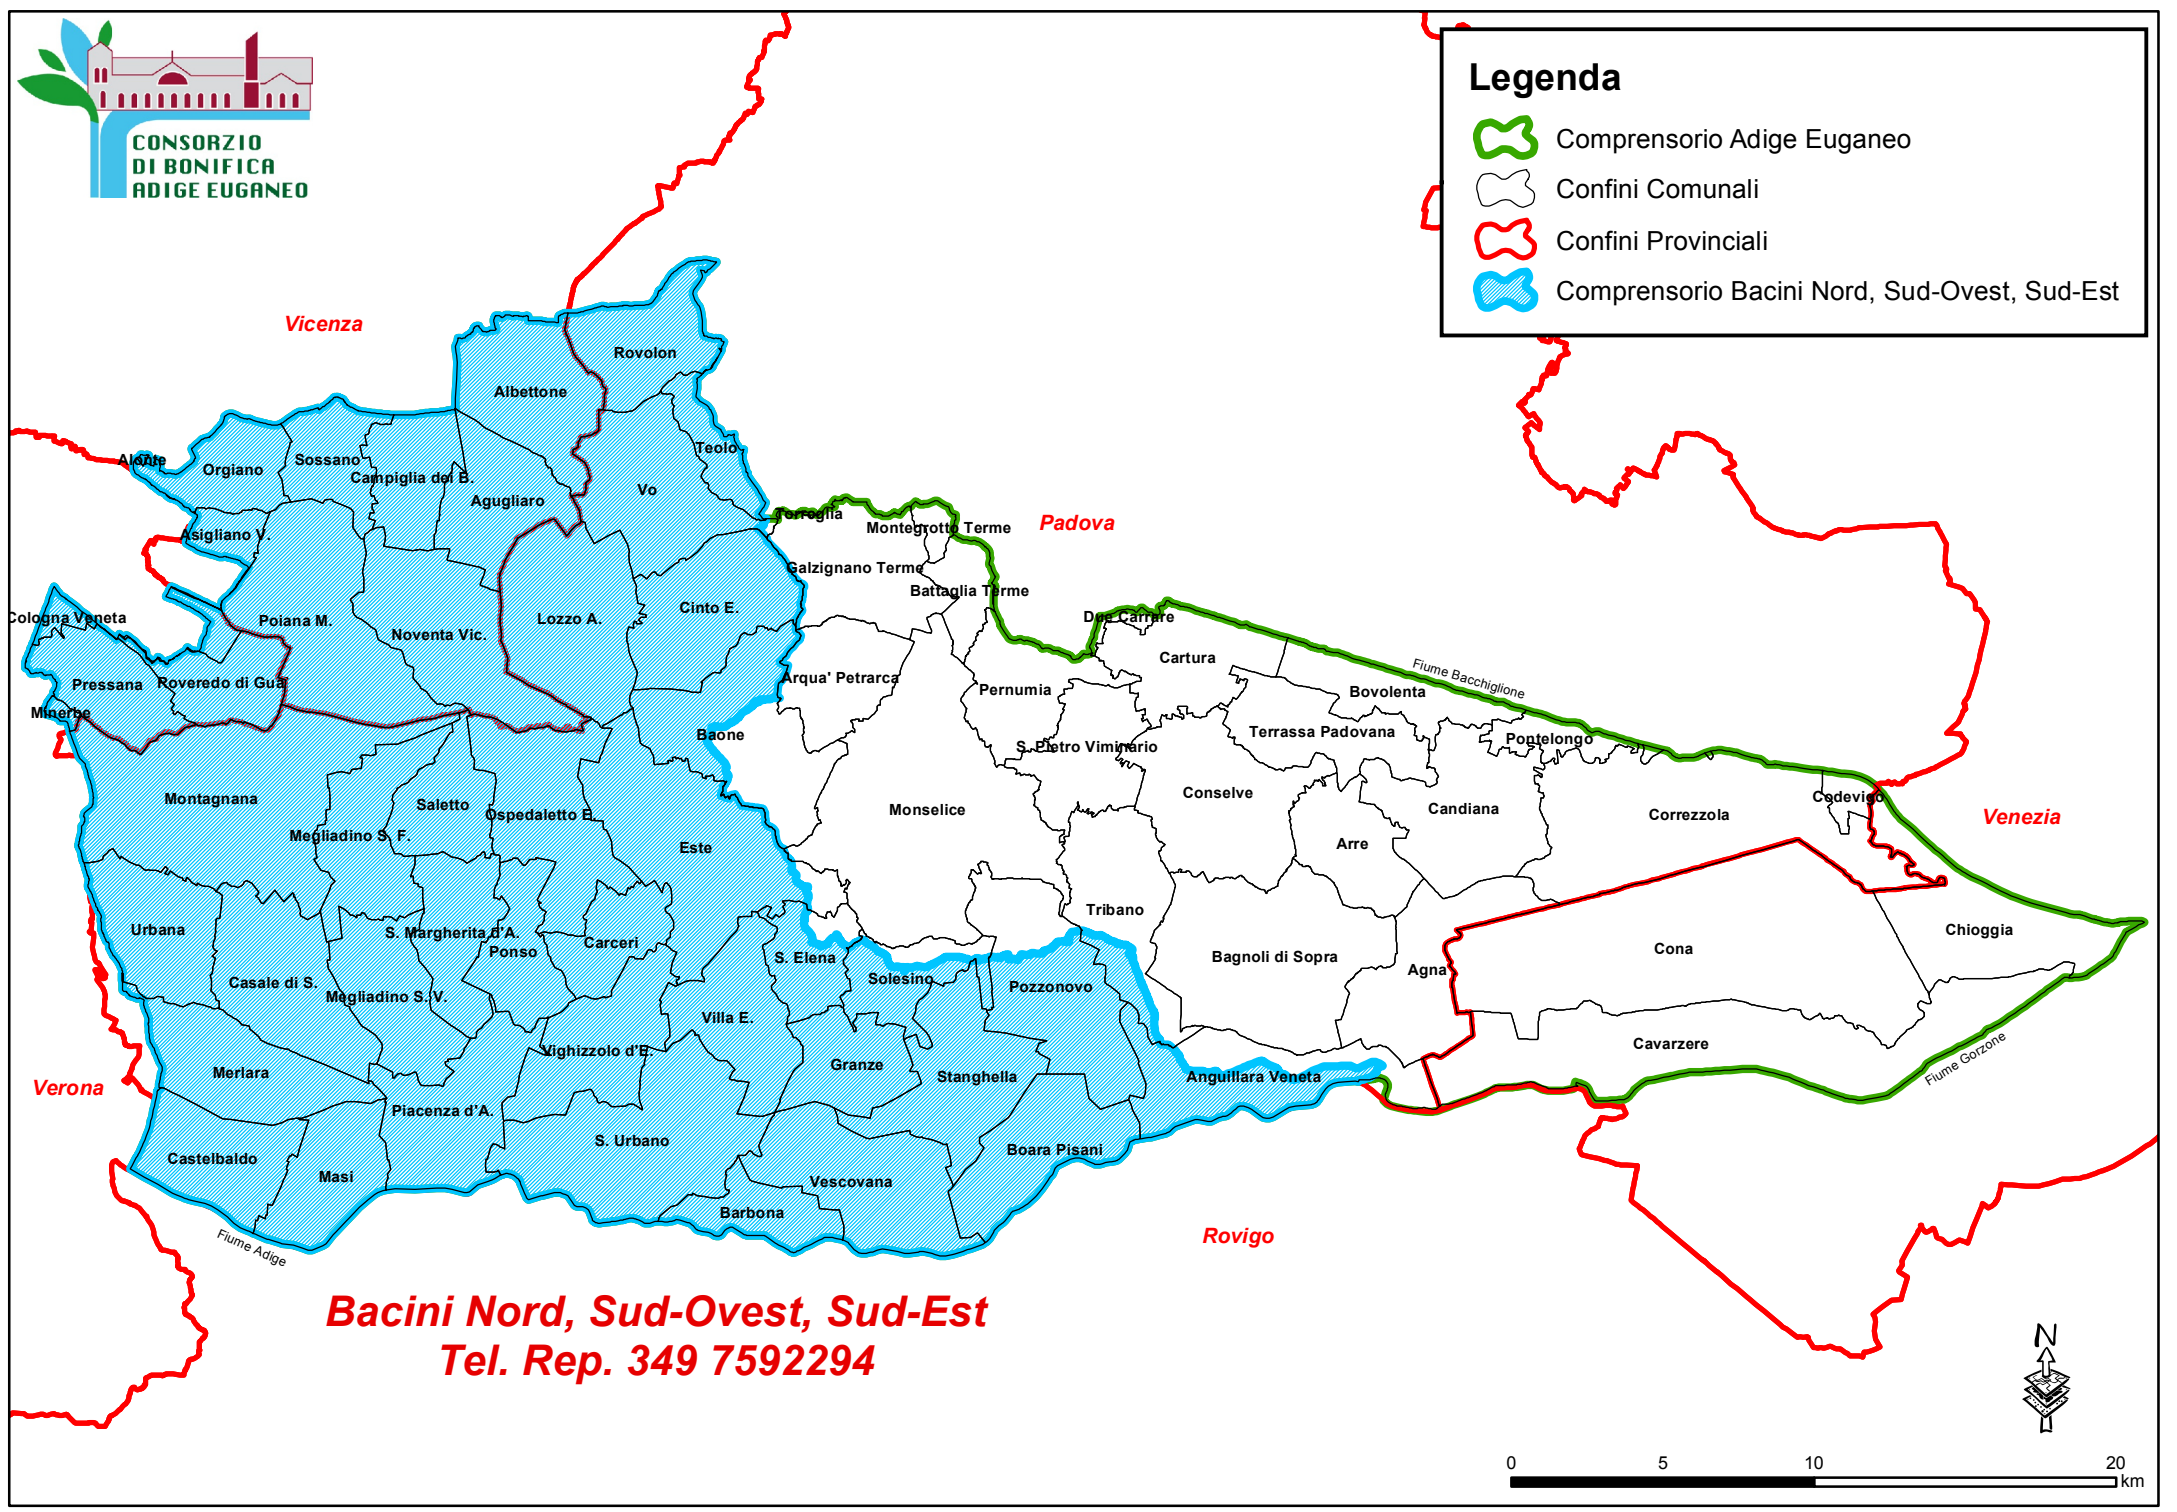 CONSORZIO
DI BONIFICA
ADIGE EUGANEO
Legenda
Comprensorio Adige Euganeo
Confini Comunali
Confini Provinciali
Comprensorio Bacini Nord, Sud-Ovest, Sud-Est
Vicenza
Rovolon
Albettone
Teolo
Alonte
Orgiano
Sossano
Campiglia dei B.
Agugliaro
Vo
Torreglia
Montegrotto Terme
Padova
Asigliano V.
Galzignano Terme
Battaglia Terme
Cologna Veneta
Poiana M.
Noventa Vic.
Lozzo A.
Cinto E.
Due Carrare
Cartura
Fiume Bacchiglione
Pressana
Roveredo di Gua'
Arqua' Petrarca
Pernumia
Bovolenta
Minerbe
Baone
S. Pietro Viminario
Terrassa Padovana
Pontelongo
Montagnana
Saletto
Ospedaletto E.
Monselice
Conselve
Candiana
Correzzola
Codevigo
Venezia
Megliadino S. F.
Este
Arre
Urbana
S. Margherita d'A.
Ponso
Carceri
Tribano
Chioggia
S. Elena
Bagnoli di Sopra
Agna
Cona
Casale di S.
Megliadino S. V.
Solesino
Pozzonovo
Villa E.
Vighizzolo d'E.
Granze
Stanghella
Anguillara Veneta
Cavarzere
Fiume Gorzone
Merlara
Verona
Piacenza d'A.
S. Urbano
Boara Pisani
Castelbaldo
Masi
Vescovana
Barbona
Fiume Adige
Rovigo
Bacini Nord, Sud-Ovest, Sud-Est
Tel. Rep. 349 7592294
N
0 5 10 20
km